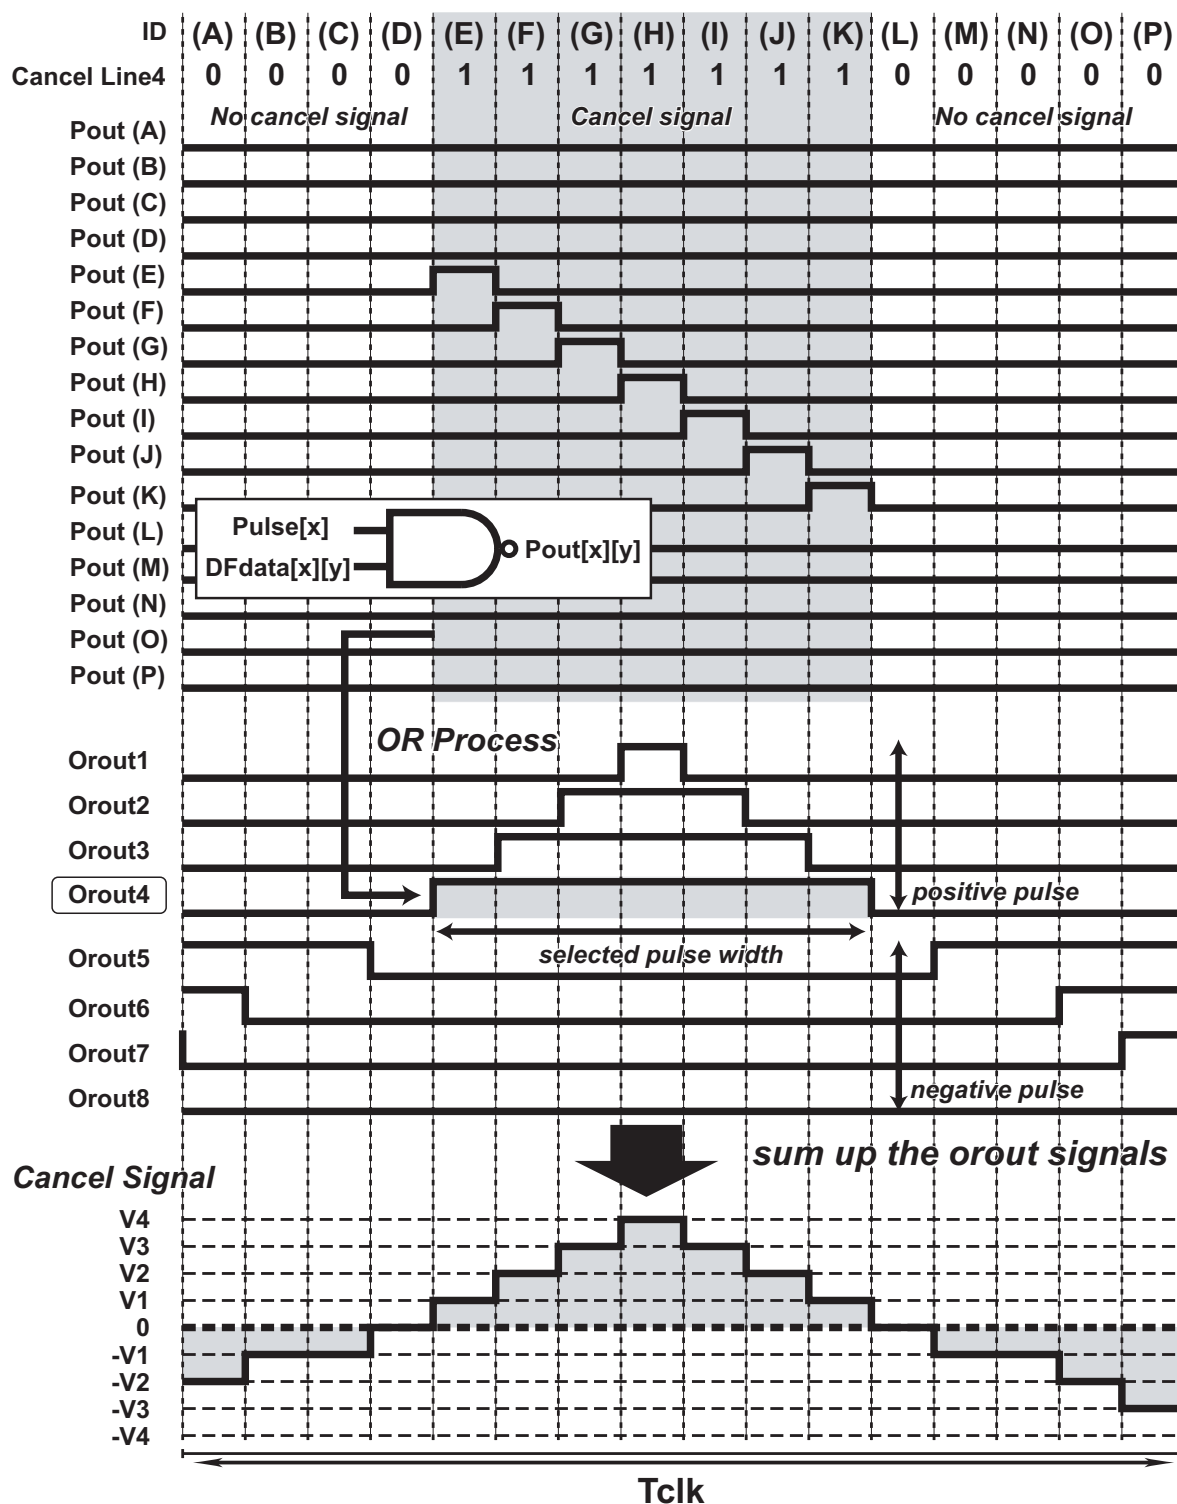 ID (A) (B) (C) (D) (E) (F) (G) (H) (I) (J) (K) (L) (M) (N) (O) (P)
Cancel Line4 0 0 0 0 1 1 1 1 1 1 1 0 0 0 0 0
No cancel signal Cancel signal No cancel signal
Pout (A)
Pout (B)
Pout (C)
Pout (D)
Pout (E)
Pout (F)
Pout (G)
Pout (H)
Pout (I)
Pout (J)
Pout (K)
Pout (L)
Pout (M)
Pout (N)
Pout (O)
Pout (P)
Pulse[x]
DFdata[x][y]
Pout[x][y]
OR Process
Orout1
Orout2
Orout3
Orout4
positive pulse
selected pulse width
Orout5
Orout6
Orout7
Orout8
negative pulse
sum up the orout signals
Cancel Signal
V4
V3
V2
V1
0
-V1
-V2
-V3
-V4
Tclk